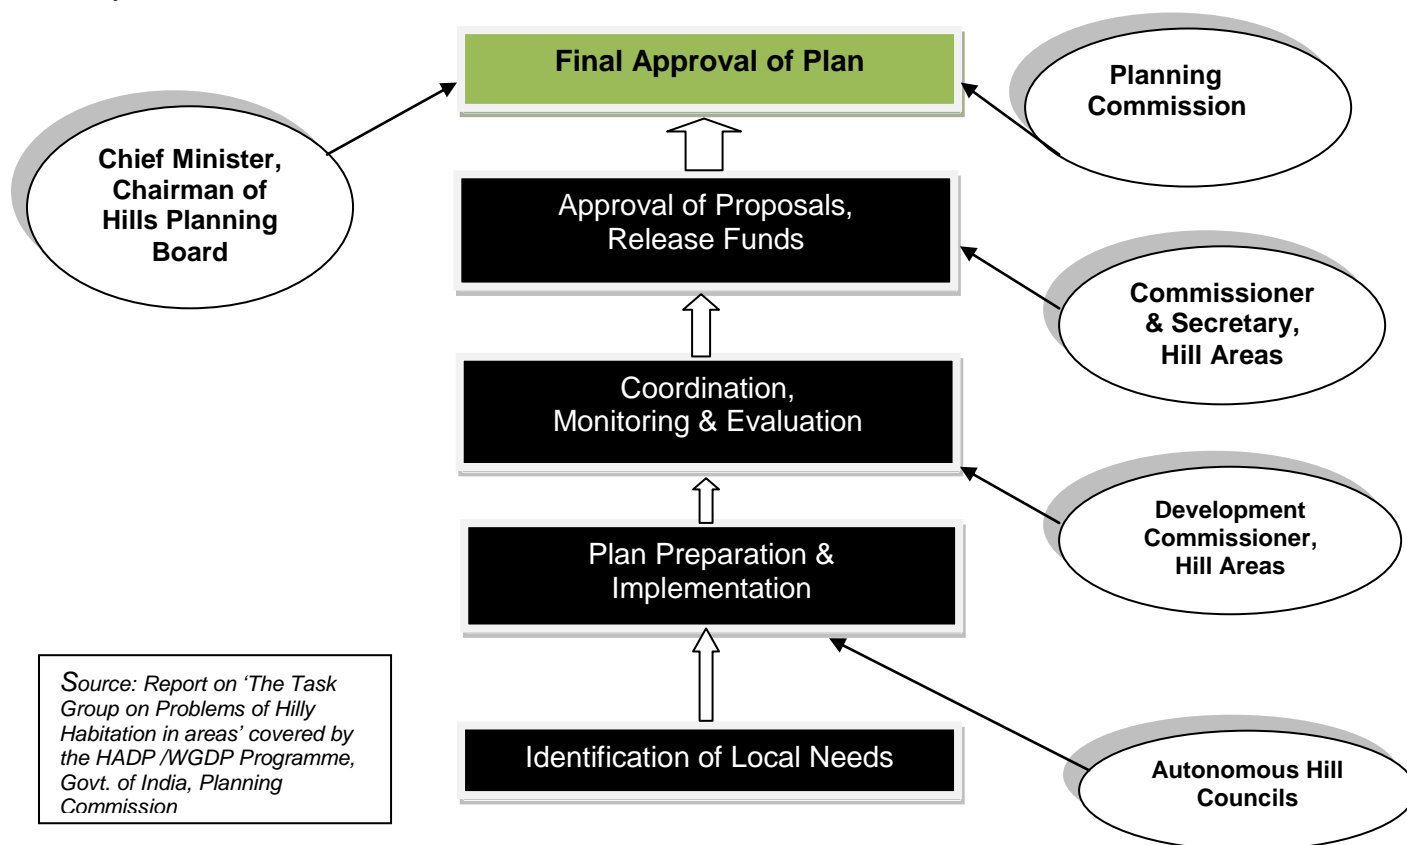 Final Approval of Plan
Planning
Commission
Chief Minister,
Chairman of
Hills Planning
Board
Approval of Proposals,
Release Funds
Commissioner
& Secretary,
Hill Areas
Coordination,
Monitoring & Evaluation
Development
Commissioner,
Hill Areas
Plan Preparation &
Implementation
Source: Report on ‘The Task
Group on Problems of Hilly
Habitation in areas’ covered by
the HADP /WGDP Programme,
Govt. of India, Planning
Commission
Identification of Local Needs
Autonomous Hill
Councils